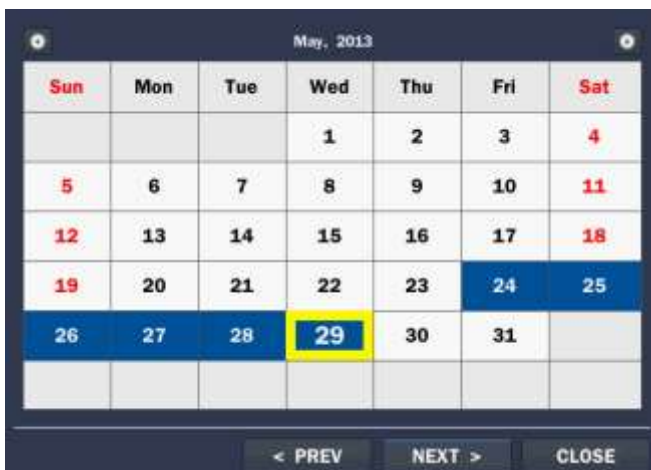 May, 2013
Sun Mon Tue Wed Thu Fri Sat
1 2 3 4
5 6 7 8 9 10 11
12 13 14 15 16 17 18
19 20 21 22 23 24 25
26 27 28 29 30 31
< PREV NEXT > CLOSE